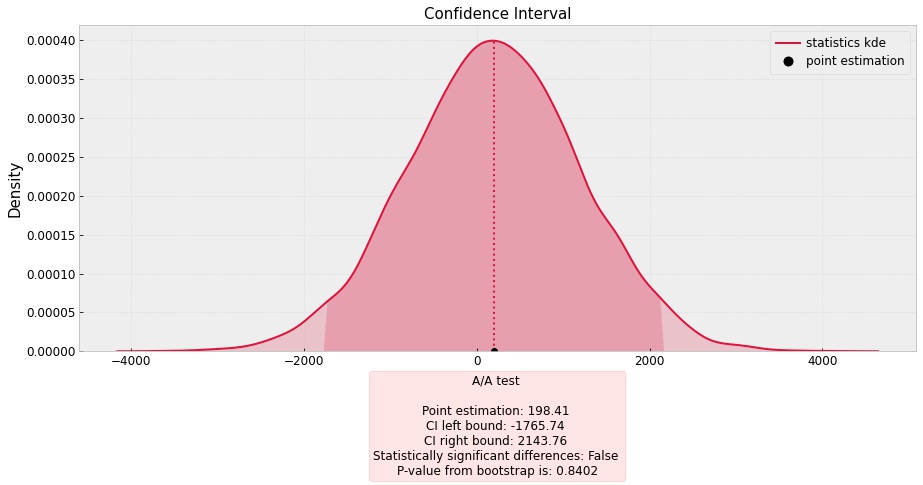 Confidence Interval
statistics kde
point estimation
Density
0.00040
0.00035
0.00030
0.00025
0.00020
0.00015
0.00010
0.00005
0.00000
−4000
−2000
0
2000
4000
A/A test
Point estimation: 198.41
CI left bound: -1765.74
CI right bound: 2143.76
Statistically significant differences: False
P-value from bootstrap is: 0.8402